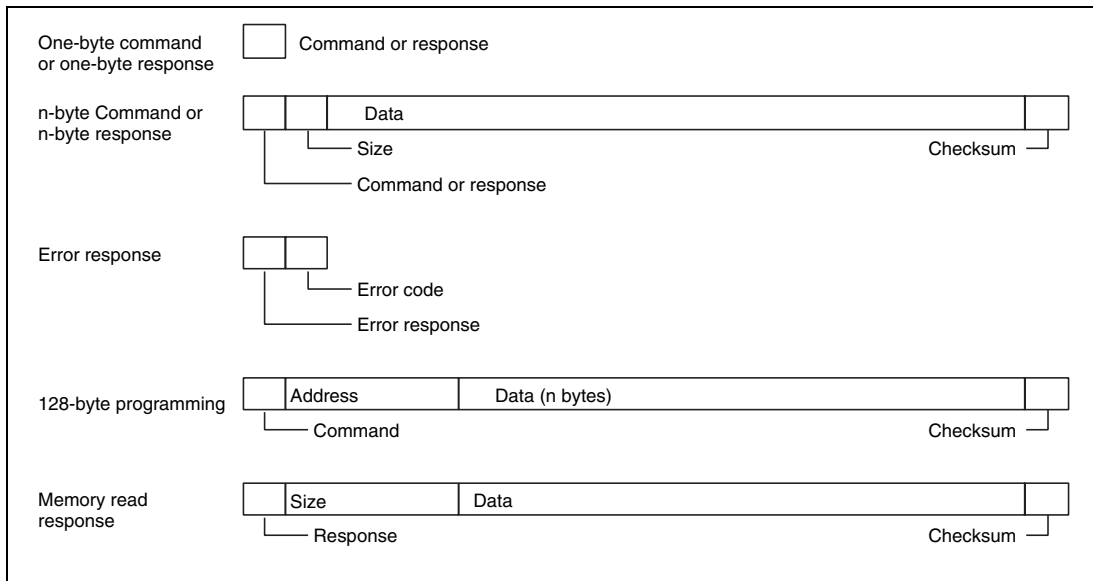 One-byte command
or one-byte response
Command or response
n-byte Command or
n-byte response
Data
Size
Checksum
Command or response
Error response
Error code
Error response
128-byte programming
Address
Data (n bytes)
Command
Checksum
Memory read
response
Size
Data
Response
Checksum